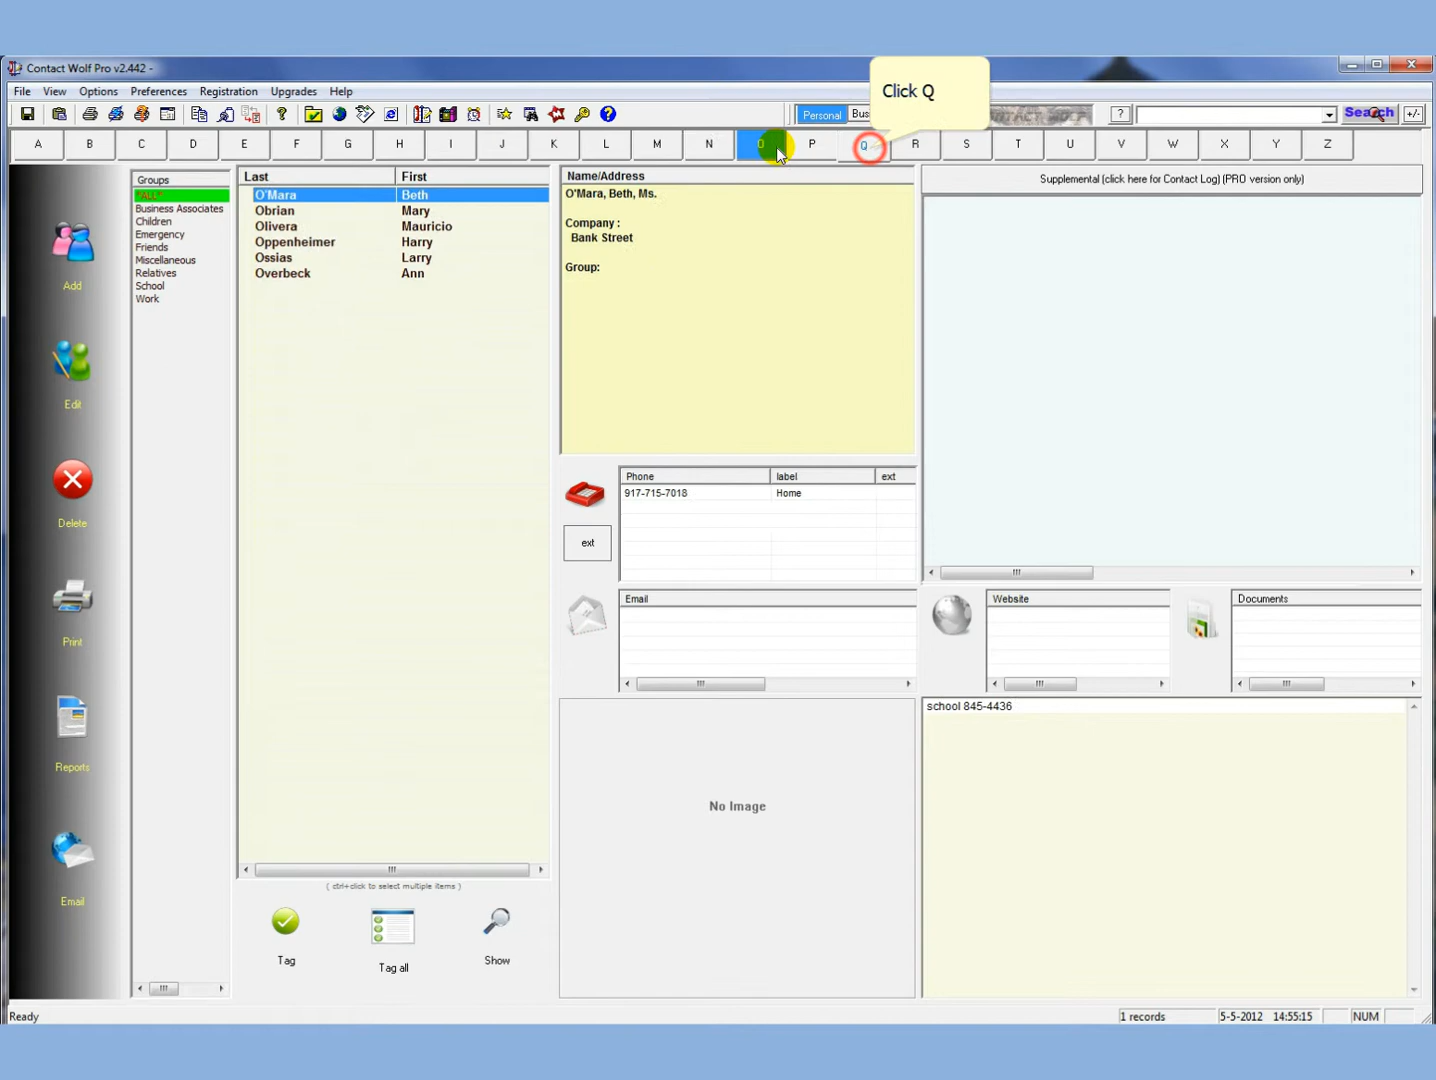 Contact Wolf Pro v2.442 -
Click Q
File View Options Preferences Registration Upgrades Help
Personal Bus CONTACT WOLF ? Search +/-
A B C D E F G H I J K L M N O P Q R S T U V W X Y Z
Groups
*ALL*
Business Associates
Children
Emergency
Friends
Miscellaneous
Relatives
School
Work
Add
Edit
Delete
Print
Reports
Email
Last First
O'Mara Beth
Obrian Mary
Olivera Mauricio
Oppenheimer Harry
Ossias Larry
Overbeck Ann
( ctrl+click to select multiple items )
Tag
Tag all
Show
Name/Address
O'Mara, Beth, Ms.
Company :
Bank Street
Group:
Supplemental (click here for Contact Log) (PRO version only)
Phone label ext
917-715-7018 Home
ext
Email
Website
Documents
No Image
school 845-4436
Ready
1 records 5-5-2012 14:55:15 NUM